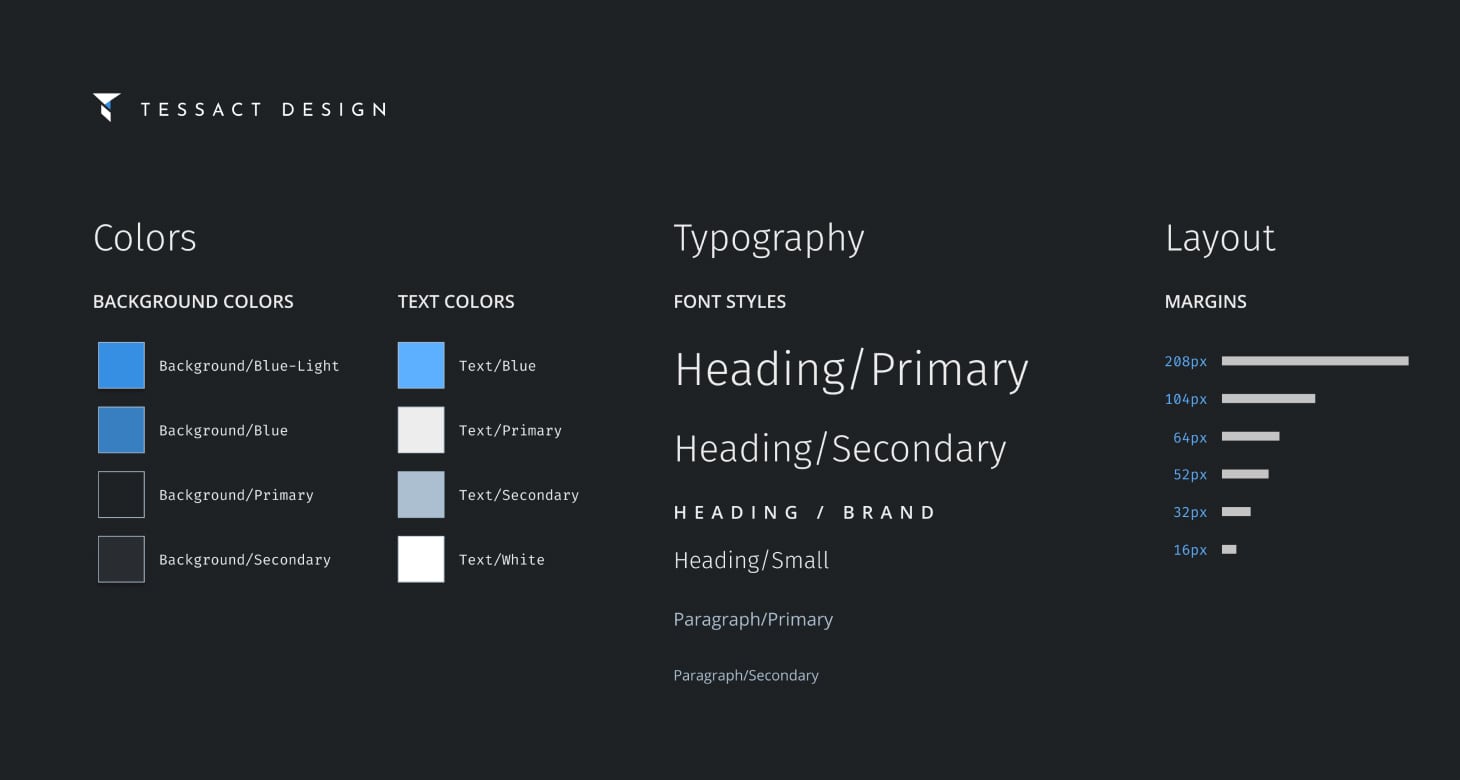 TESSACT DESIGN
Colors
BACKGROUND COLORS
Background/Blue-Light
Background/Blue
Background/Primary
Background/Secondary
TEXT COLORS
Text/Blue
Text/Primary
Text/Secondary
Text/White
Typography
FONT STYLES
Heading/Primary
Heading/Secondary
HEADING / BRAND
Heading/Small
Paragraph/Primary
Paragraph/Secondary
Layout
MARGINS
208px
104px
64px
52px
32px
16px